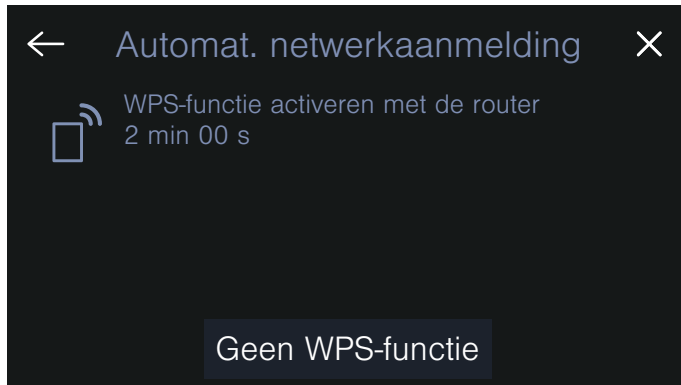 Automat. netwerkaanmelding
WPS-functie activeren met de router
2 min 00 s
Geen WPS-functie